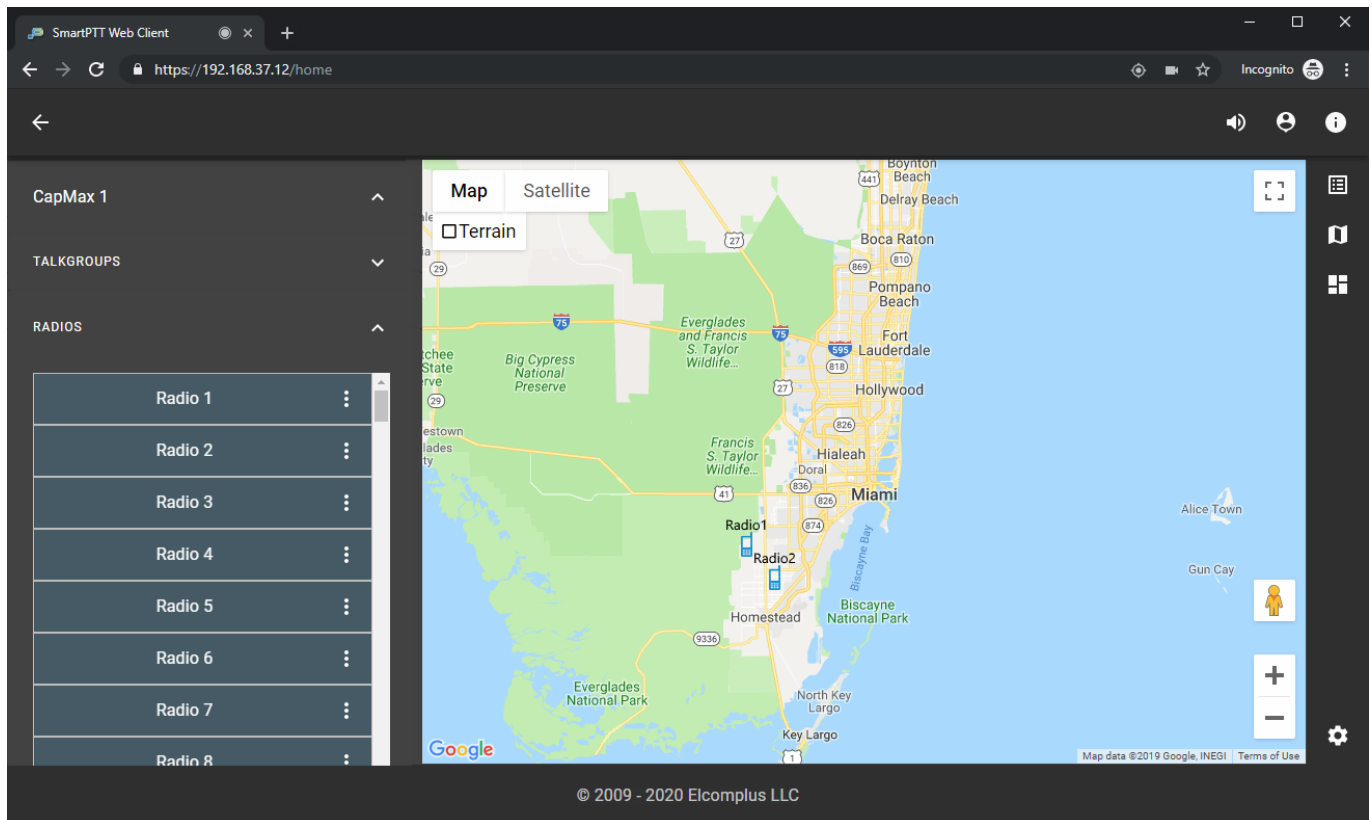 SmartPTT Web Client
https://192.168.37.12/home
Incognito
CapMax 1
TALKGROUPS
RADIOS
Radio 1
Radio 2
Radio 3
Radio 4
Radio 5
Radio 6
Radio 7
Radio 8
Map
Satellite
Terrain
Boynton
Beach
441
Delray Beach
27
Boca Raton
29
869
810
Pompano
Beach
75
Everglades
and Francis
S. Taylor
Wildlife...
75
Fort
Lauderdale
595
818
Big Cypress
National
Preserve
State
27
Hollywood
29
826
Francis
S. Taylor
Wildlife...
Hialeah
Doral
836
41
826
Miami
Alice Town
Radio1
874
Radio2
Biscayne Bay
Gun Cay
Biscayne
National Park
Homestead
9336
Everglades
National Park
North Key
Largo
Key Largo
1
Google
Map data ©2019 Google, INEGI
Terms of Use
© 2009 - 2020 Elcomplus LLC